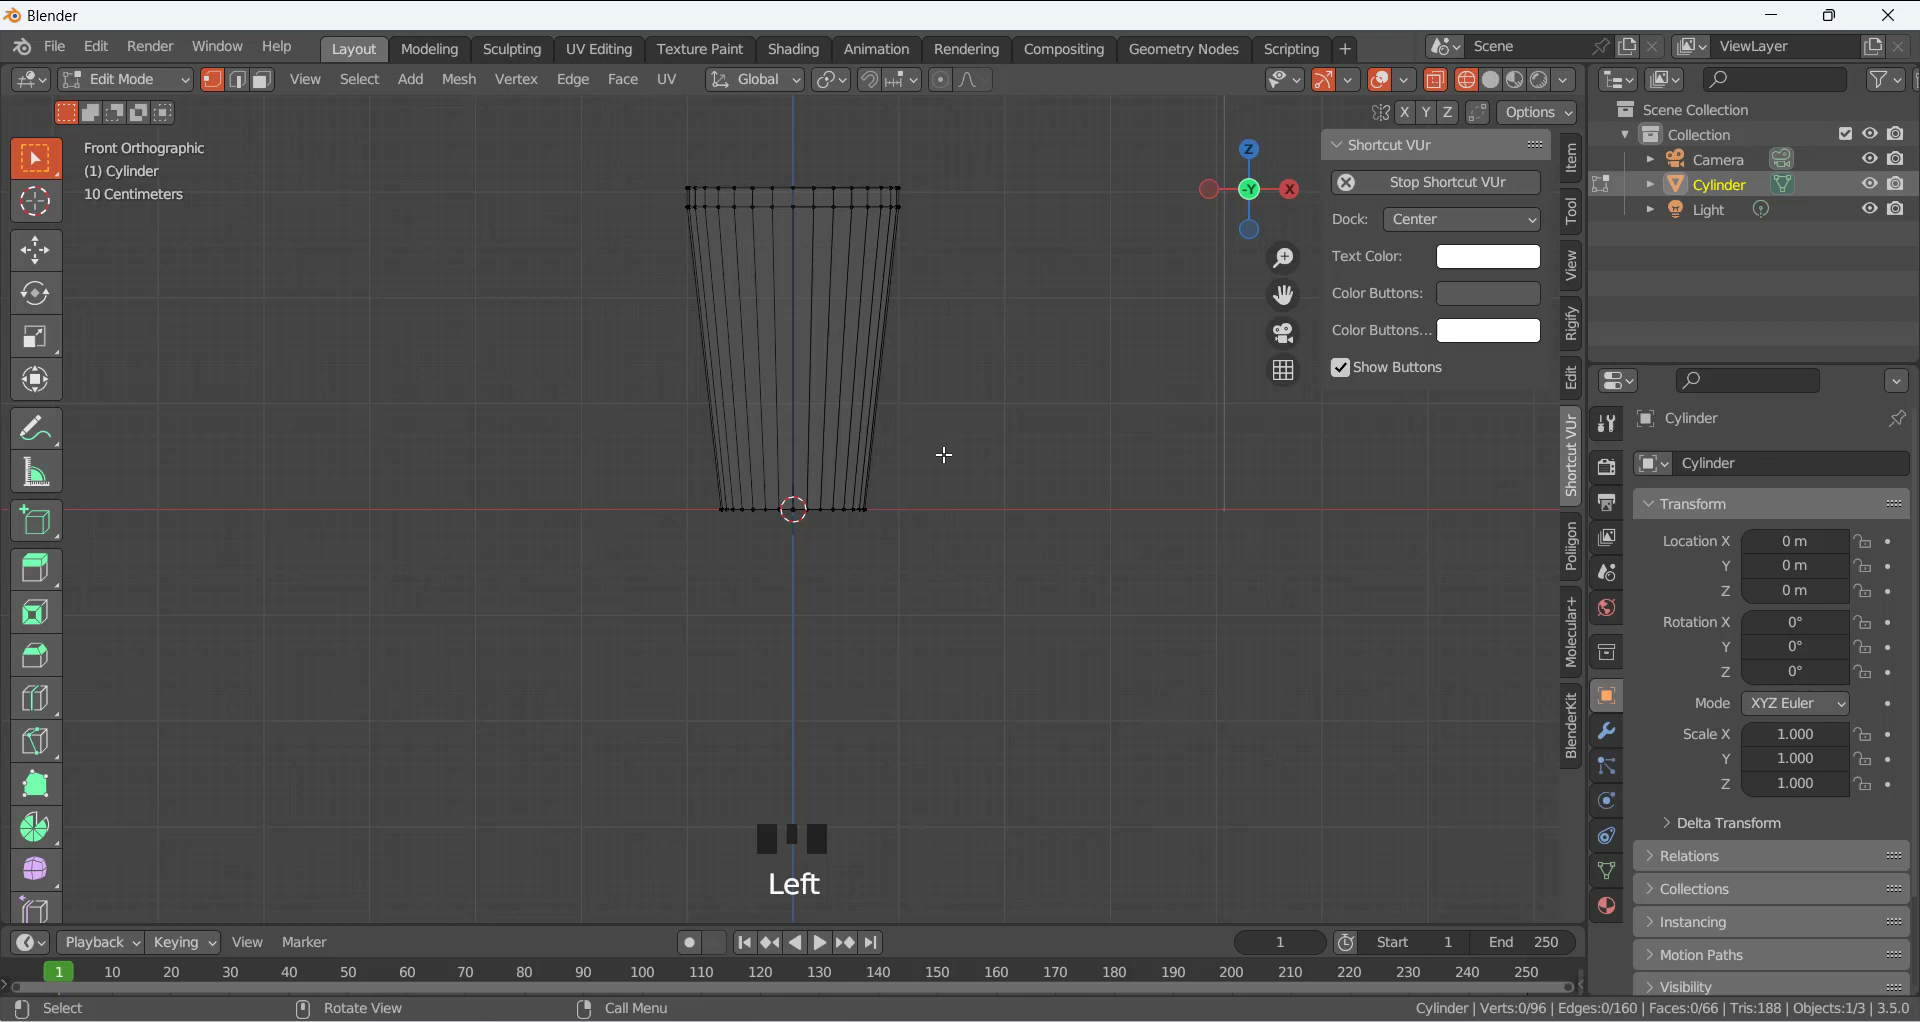 Blender
File Edit Render Window Help Layout Modeling Sculpting UV Editing Texture Paint Shading Animation Rendering Compositing Geometry Nodes Scripting + Scene ViewLayer
Edit Mode View Select Add Mesh Vertex Edge Face UV Global
X Y Z Options
Front Orthographic
(1) Cylinder
10 Centimeters
Z
-Y X
Shortcut VUr
Stop Shortcut VUr
Dock: Center
Text Color:
Color Buttons:
Color Buttons...
Show Buttons
Item
Tool
View
Rigify
Edit
Shortcut VUr
Poliigon
Molecular+
BlenderKit
Scene Collection
Collection
Camera
Cylinder
Light
Cylinder
Cylinder
Transform
Location X 0 m
Y 0 m
Z 0 m
Rotation X 0°
Y 0°
Z 0°
Mode XYZ Euler
Scale X 1.000
Y 1.000
Z 1.000
Delta Transform
Relations
Collections
Instancing
Motion Paths
Visibility
Left
Playback Keying View Marker 1 Start 1 End 250
1 10 20 30 40 50 60 70 80 90 100 110 120 130 140 150 160 170 180 190 200 210 220 230 240 250
Select Rotate View Call Menu Cylinder | Verts:0/96 | Edges:0/160 | Faces:0/66 | Tris:188 | Objects:1/3 | 3.5.0